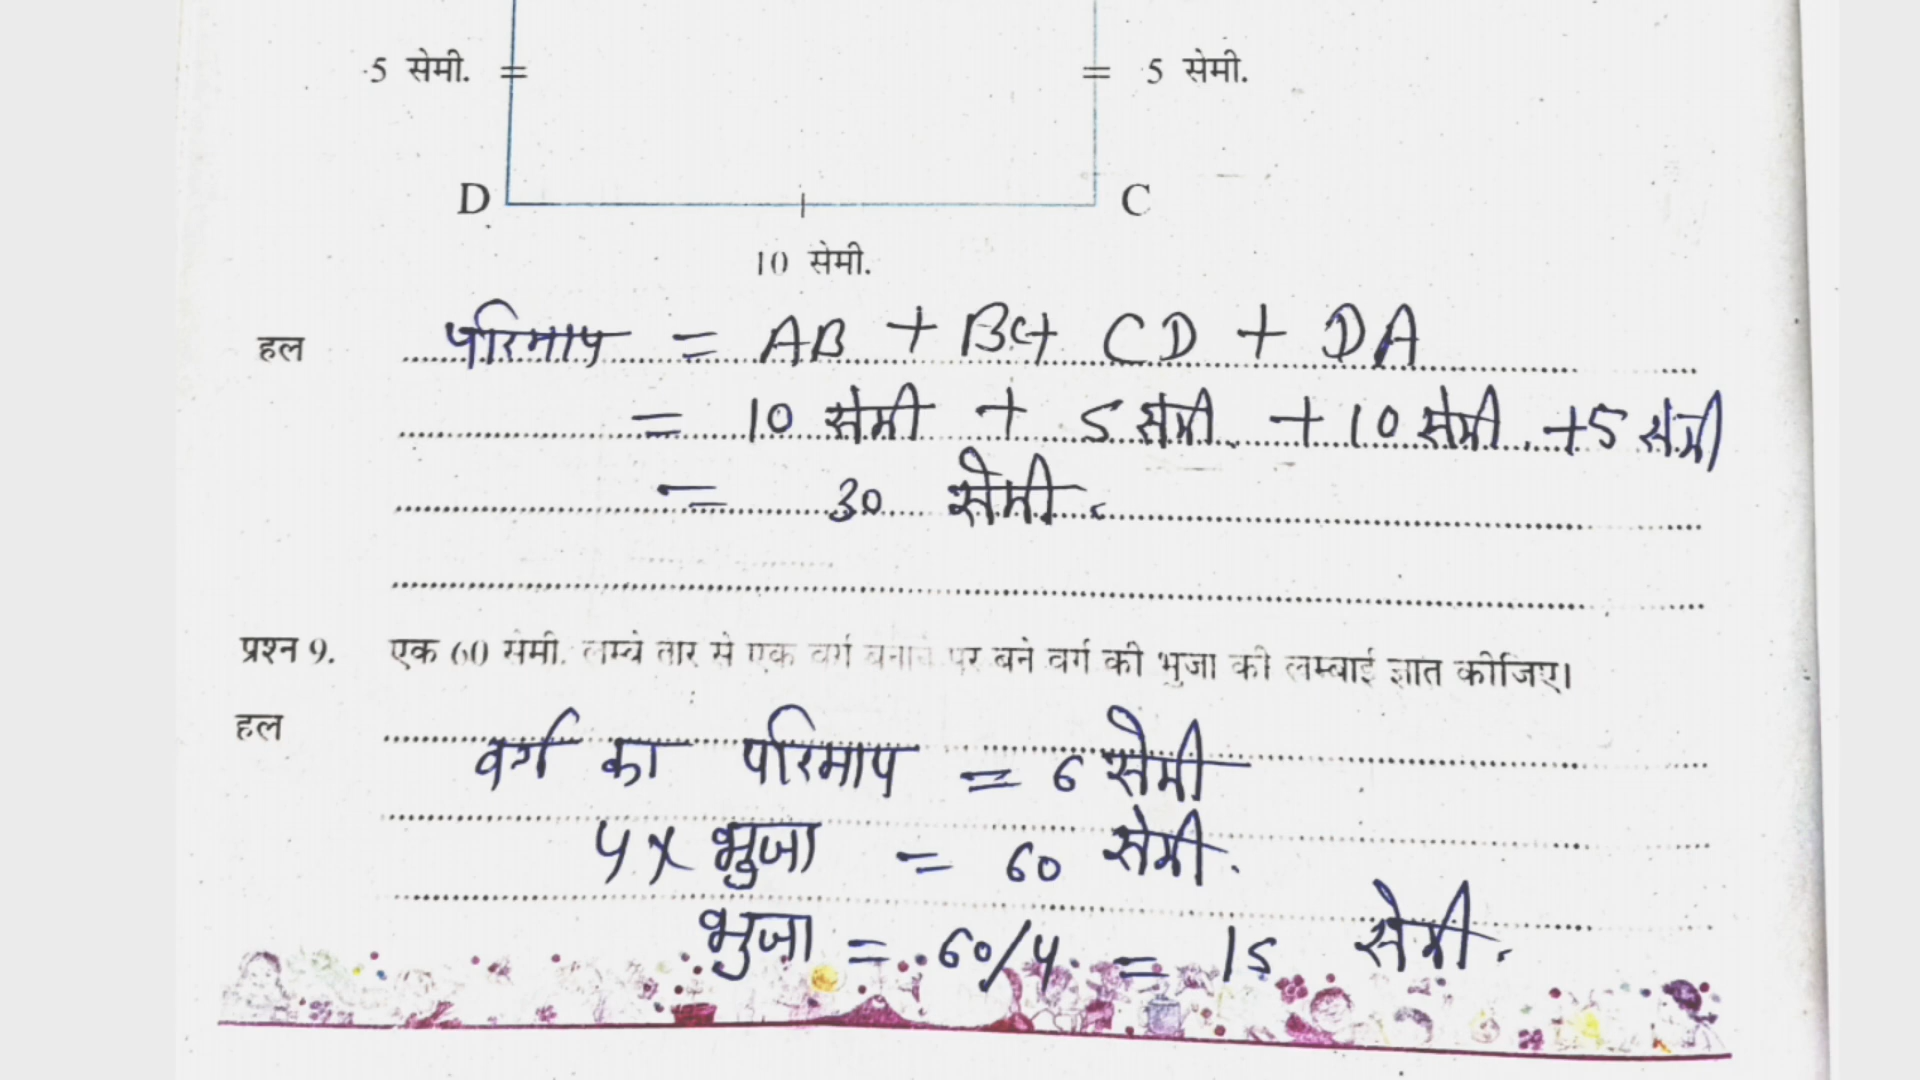 5 सेमी. = = 5 सेमी.
D C
10 सेमी.
हल परिमाप = AB + BC+ CD + DA
= 10 सेमी + 5 सेमी. + 10 सेमी. +5 सेमी
= 30 सेमी.
प्रश्न 9. एक 60 सेमी. लम्बे तार से एक वर्ग बनाने पर बने वर्ग की भुजा की लम्बाई ज्ञात कीजिए।
हल
वर्ग का परिमाप = 6 सेमी
4 x भुजा = 60 सेमी.
भुजा = 60/4 = 15 सेमी.